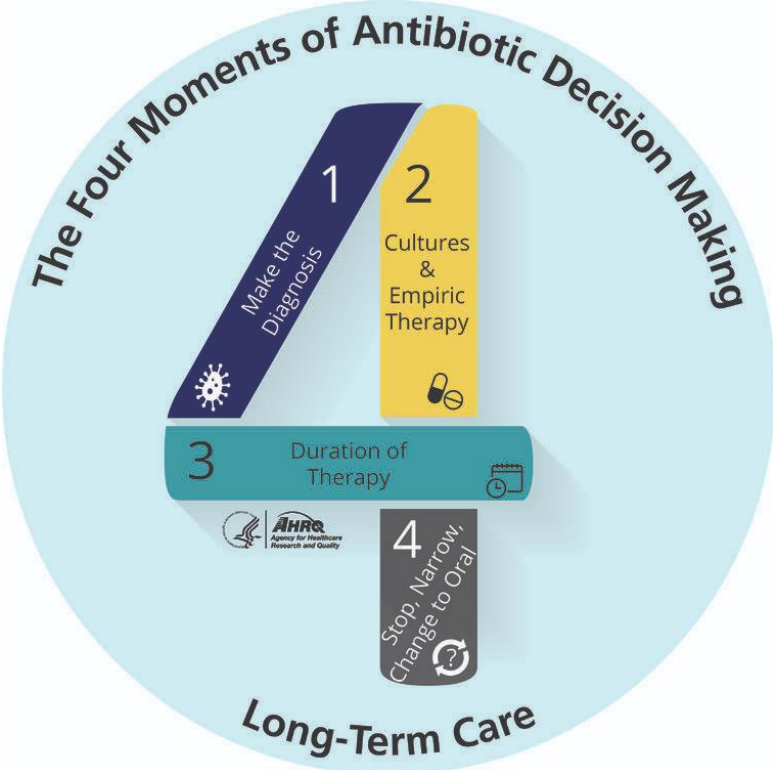 The Four Moments of Antibiotic Decision Making
1
Make the
Diagnosis
2
Cultures
&
Empiric
Therapy
3
Duration of
Therapy
AHRQ
Agency for Healthcare
Research and Quality
4
Stop, Narrow,
Change to Oral
?
Long-Term Care